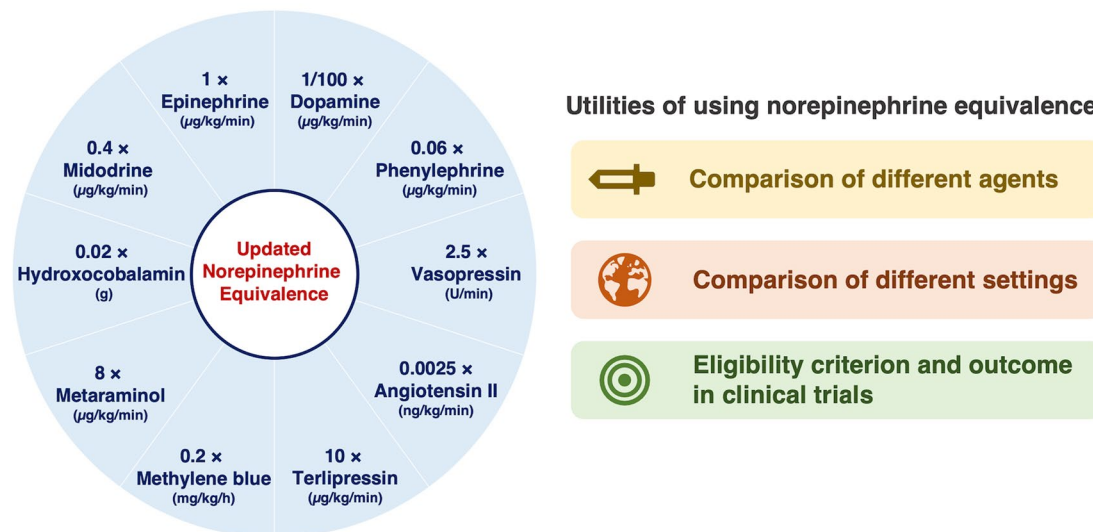 1 ×
Epinephrine
(µg/kg/min)
1/100 ×
Dopamine
(µg/kg/min)
0.06 ×
Phenylephrine
(µg/kg/min)
2.5 ×
Vasopressin
(U/min)
0.0025 ×
Angiotensin II
(ng/kg/min)
10 ×
Terlipressin
(µg/kg/min)
0.2 ×
Methylene blue
(mg/kg/h)
8 ×
Metaraminol
(µg/kg/min)
0.02 ×
Hydroxocobalamin
(g)
0.4 ×
Midodrine
(µg/kg/min)
Updated
Norepinephrine
Equivalence
Utilities of using norepinephrine equivalence
Comparison of different agents
Comparison of different settings
Eligibility criterion and outcome
in clinical trials